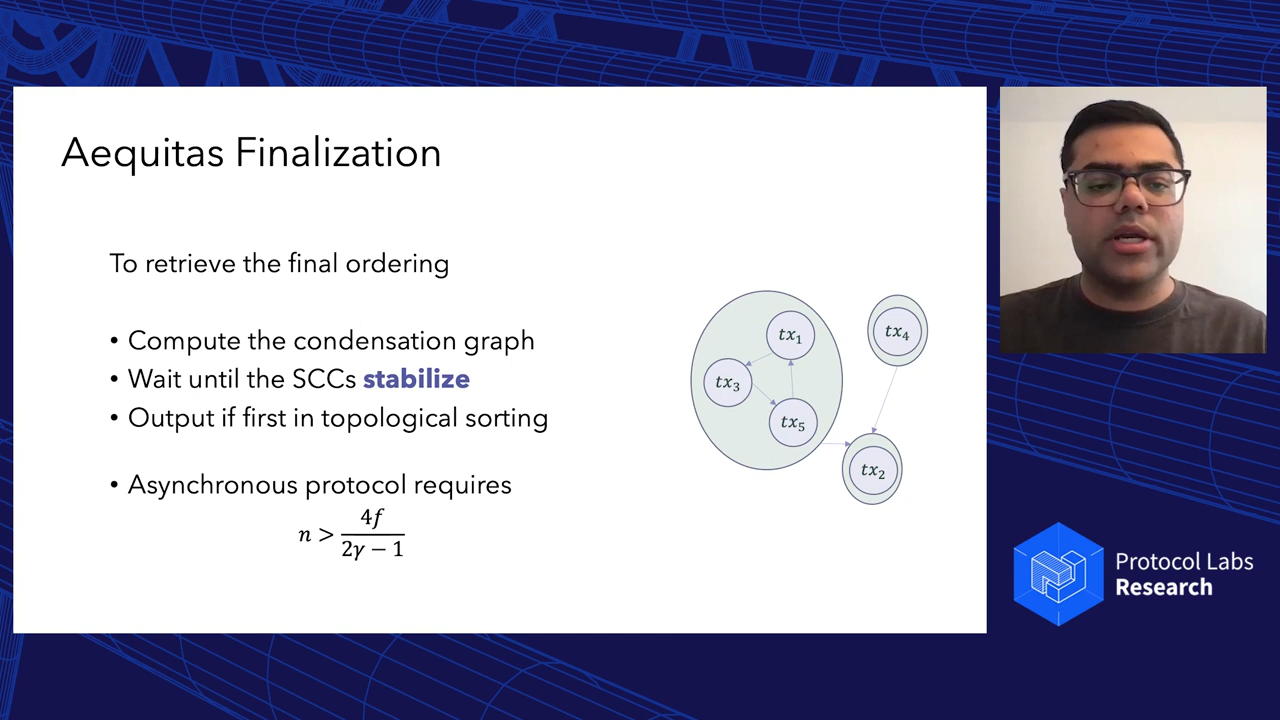 Aequitas Finalization
To retrieve the final ordering
• Compute the condensation graph
• Wait until the SCCs stabilize
• Output if first in topological sorting
• Asynchronous protocol requires
n > 4f / 2γ − 1
tx₁
tx₄
tx₃
tx₅
tx₂
Protocol Labs
Research